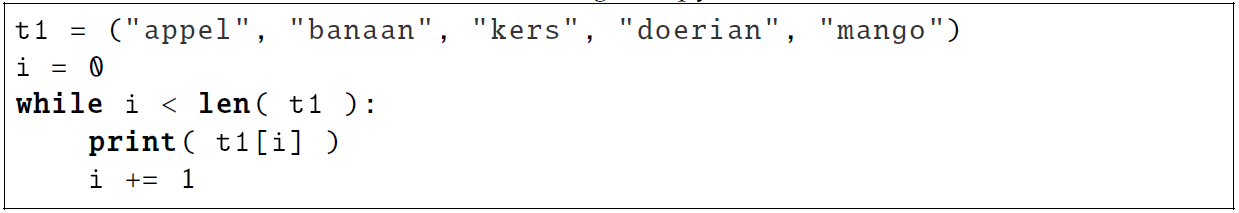 t1 = ("appel", "banaan", "kers", "doerian", "mango")
i = 0
while i < len( t1 ):
    print( t1[i] )
    i += 1